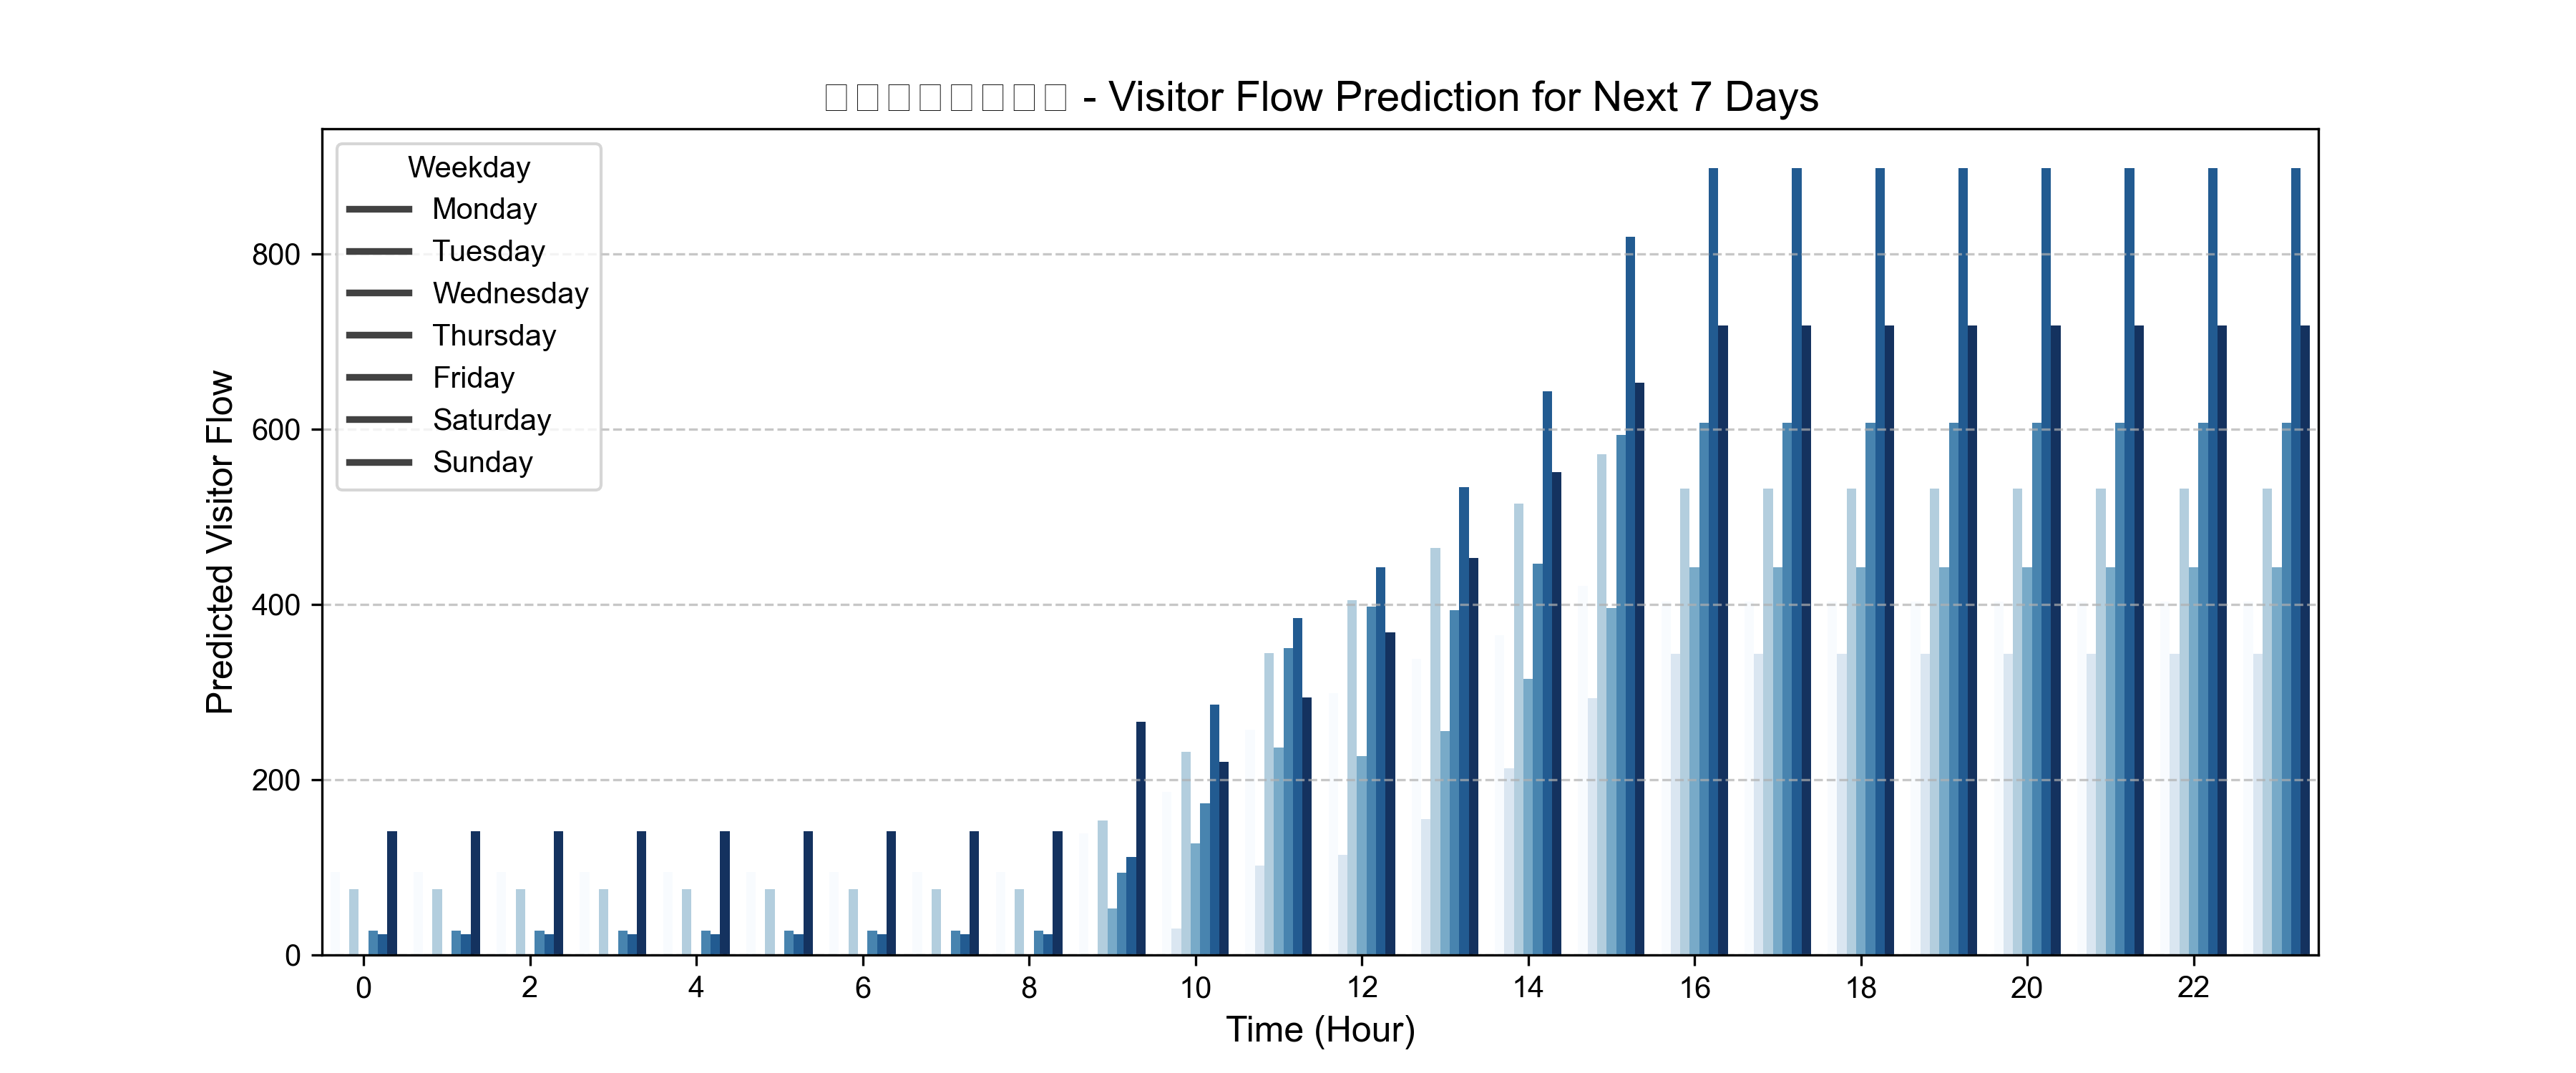 - Visitor Flow Prediction for Next 7 Days
Weekday
Monday
Tuesday
Wednesday
Thursday
Friday
Saturday
Sunday
Predicted Visitor Flow
800
600
400
200
0
0 2 4 6 8 10 12 14 16 18 20 22
Time (Hour)